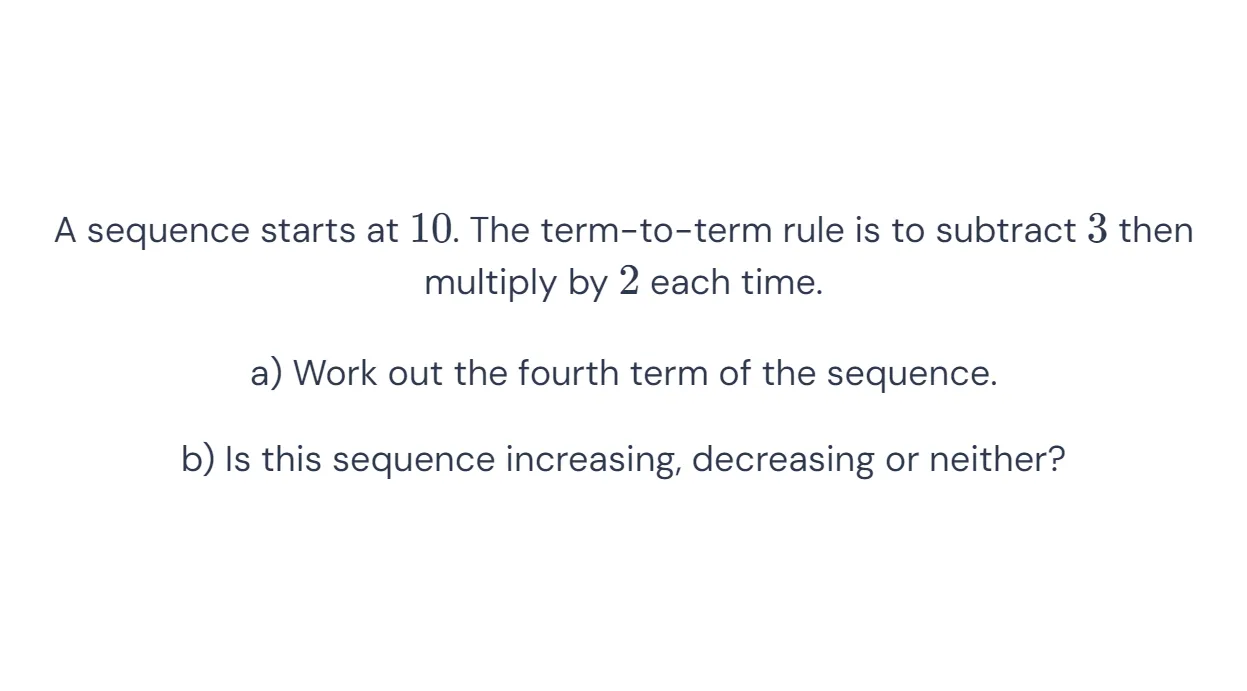 A sequence starts at 10. The term-to-term rule is to subtract 3 then
multiply by 2 each time.
a) Work out the fourth term of the sequence.
b) Is this sequence increasing, decreasing or neither?